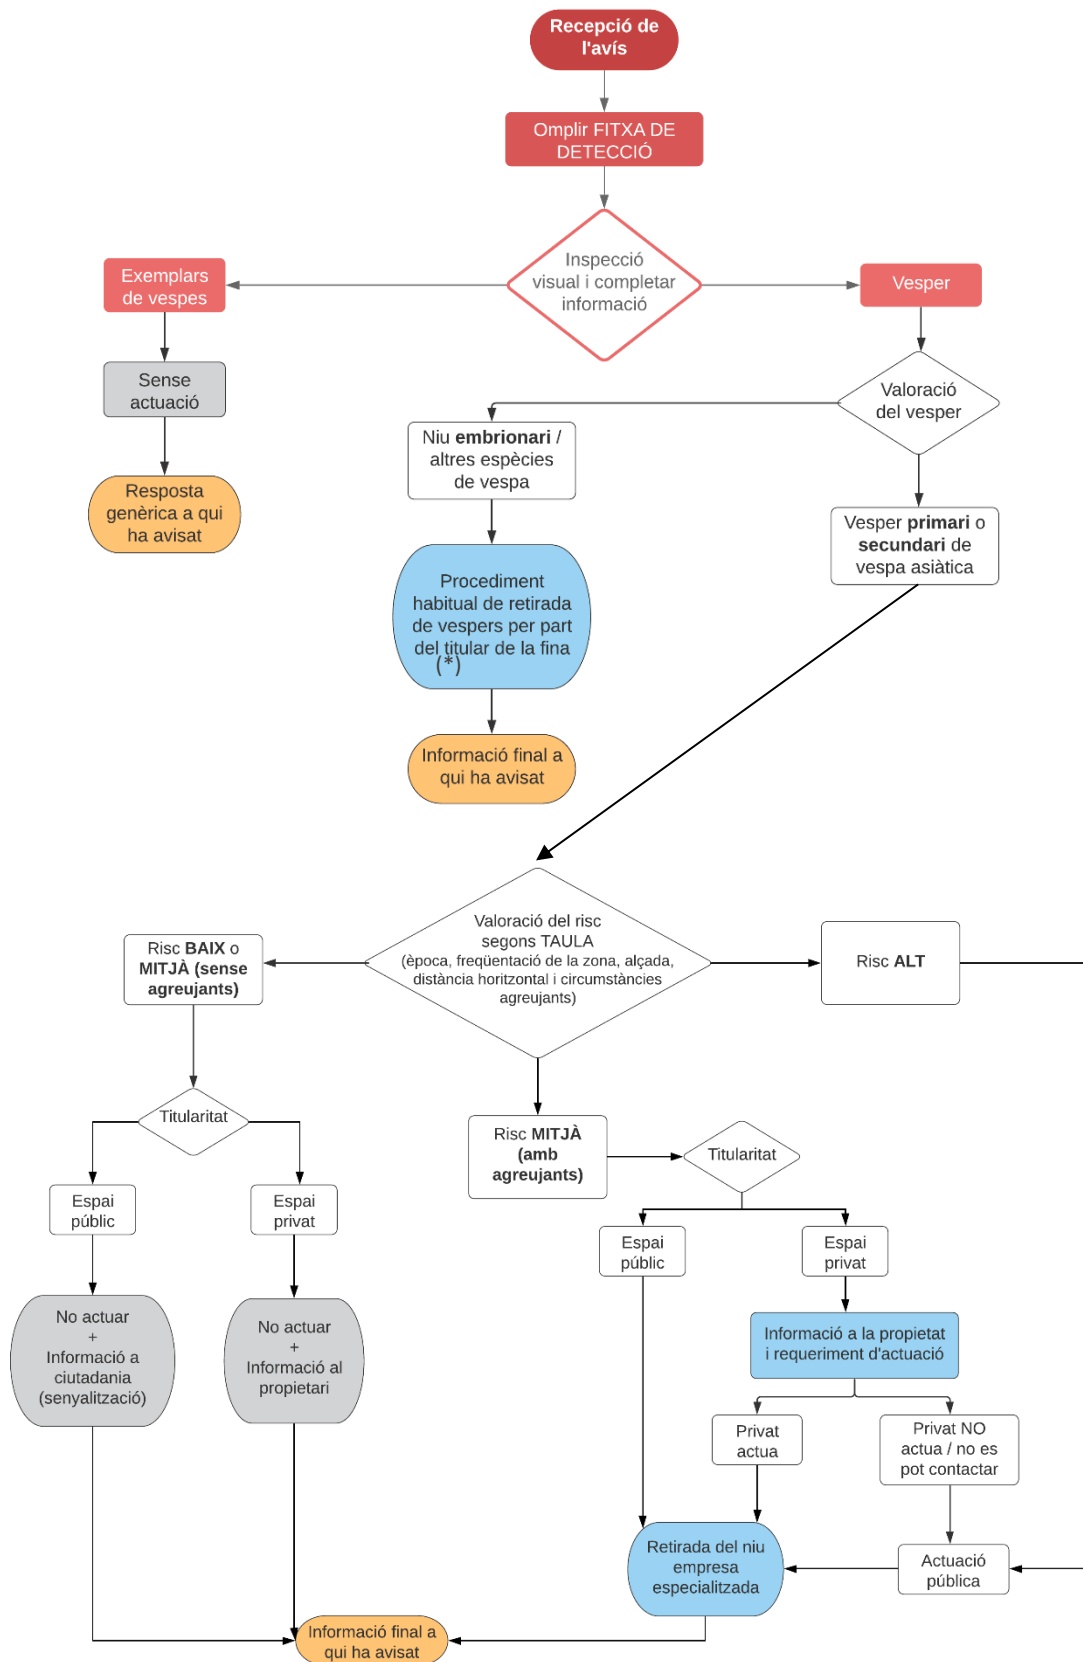 Recepció de
l'avís
Omplir FITXA DE
DETECCIÓ
Inspecció
visual i completar
informació
Exemplars
de vespes
Vesper
Sense
actuació
Valoració
del vesper
Niu embrionari /
altres espècies
de vespa
Resposta
genèrica a qui
ha avisat
Vesper primari o
secundari de
vespa asiàtica
Procediment
habitual de retirada
de vespers per part
del titular de la fina
(*)
Informació final a
qui ha avisat
Valoració del risc
segons TAULA
(època, freqüentació de la zona, alçada,
distància horitzontal i circumstàncies
agreujants)
Risc BAIX o
MITJÀ (sense
agreujants)
Risc ALT
Titularitat
Risc MITJÀ
(amb
agreujants)
Titularitat
Espai
públic
Espai
privat
Espai
públic
Espai
privat
No actuar
+
Informació a
ciutadania
(senyalització)
No actuar
+
Informació al
propietari
Informació a la propietat
i requeriment d'actuació
Privat
actua
Privat NO
actua / no es
pot contactar
Retirada del niu
empresa
especialitzada
Actuació
pública
Informació final a
qui ha avisat